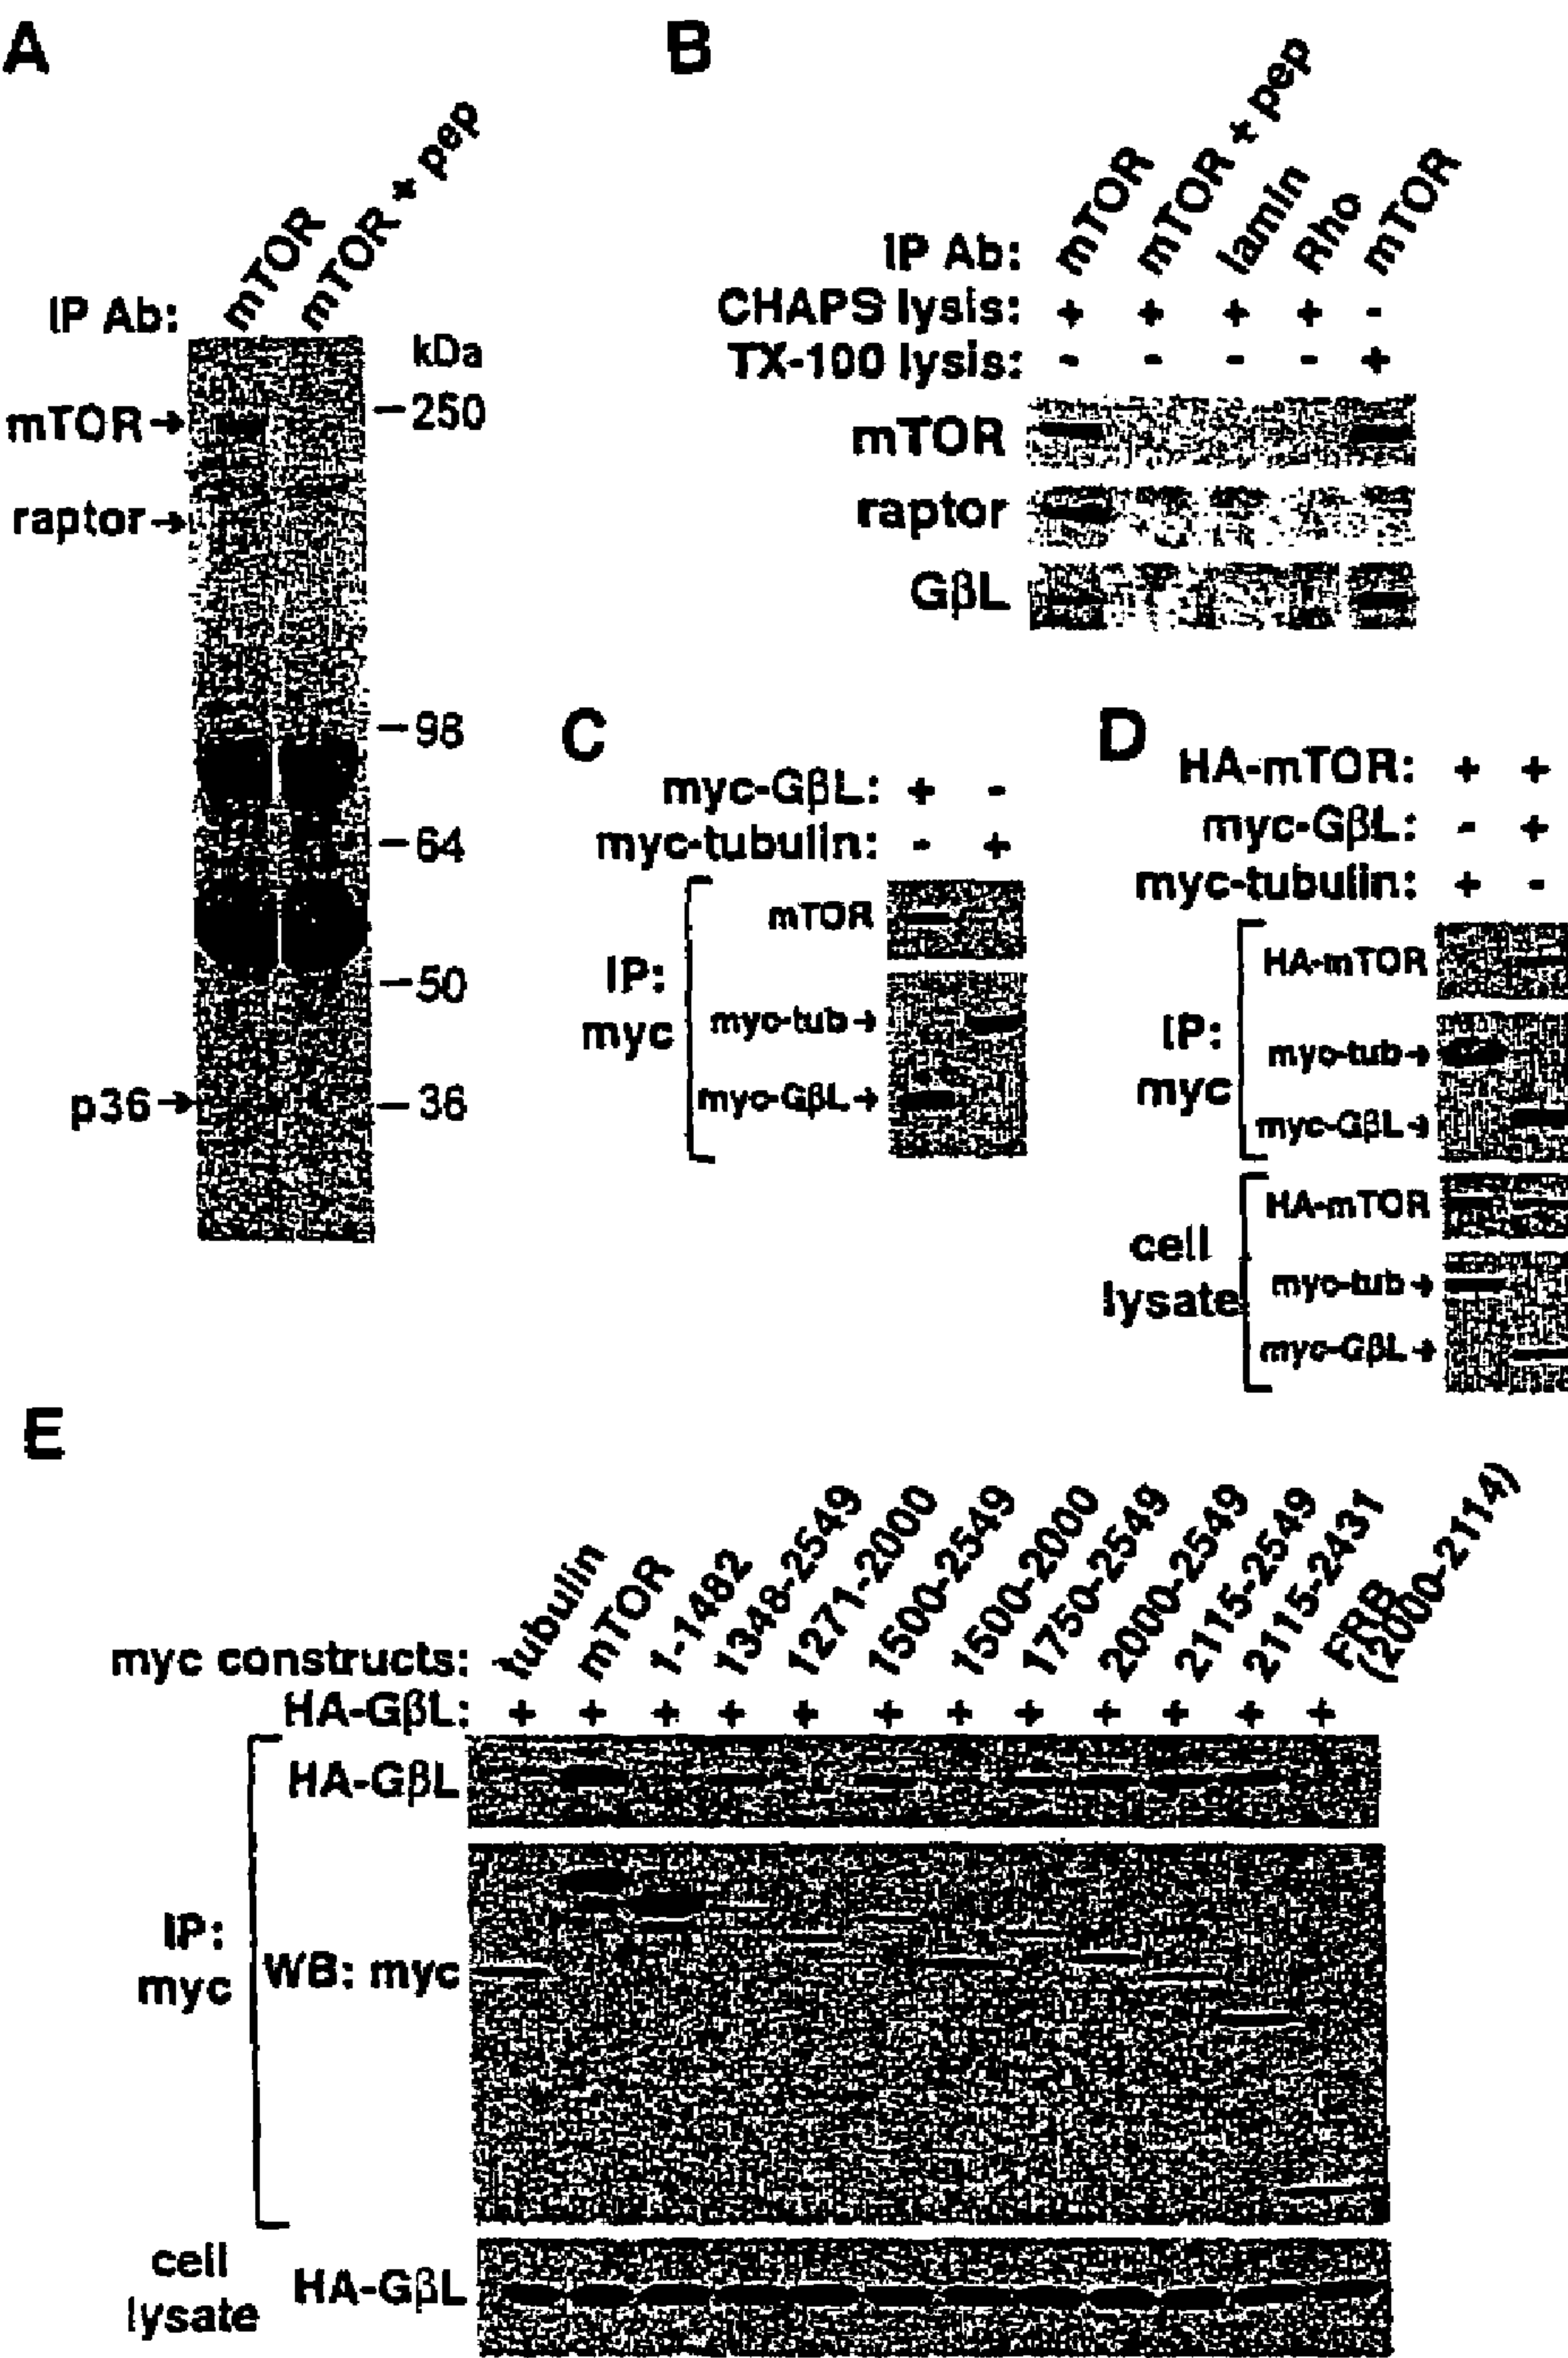 A
IP Ab: mTOR mTOR + pep
kDa
mTOR→
–250
raptor→
–98
–64
–50
p36→
–36
B
IP Ab: mTOR mTOR + pep lamin Rho mTOR
CHAPS lysis: + + + + -
TX-100 lysis: - - - - +
mTOR
raptor
GβL
C
myc-GβL: + -
myc-tubulin: - +
IP: myc
mTOR
myc-tub→
myc-GβL→
D
HA-mTOR: + +
myc-GβL: - +
myc-tubulin: + -
IP: myc
HA-mTOR
myc-tub→
myc-GβL→
cell lysate
HA-mTOR
myc-tub→
myc-GβL→
E
myc constructs: tubulin mTOR 1-1482 1348-2549 1271-2000 1500-2549 1500-2000 1750-2549 2000-2549 2115-2549 2115-2431 FRB (2000-2114)
HA-GβL: + + + + + + + + + + + +
HA-GβL
IP: myc
WB: myc
cell lysate
HA-GβL